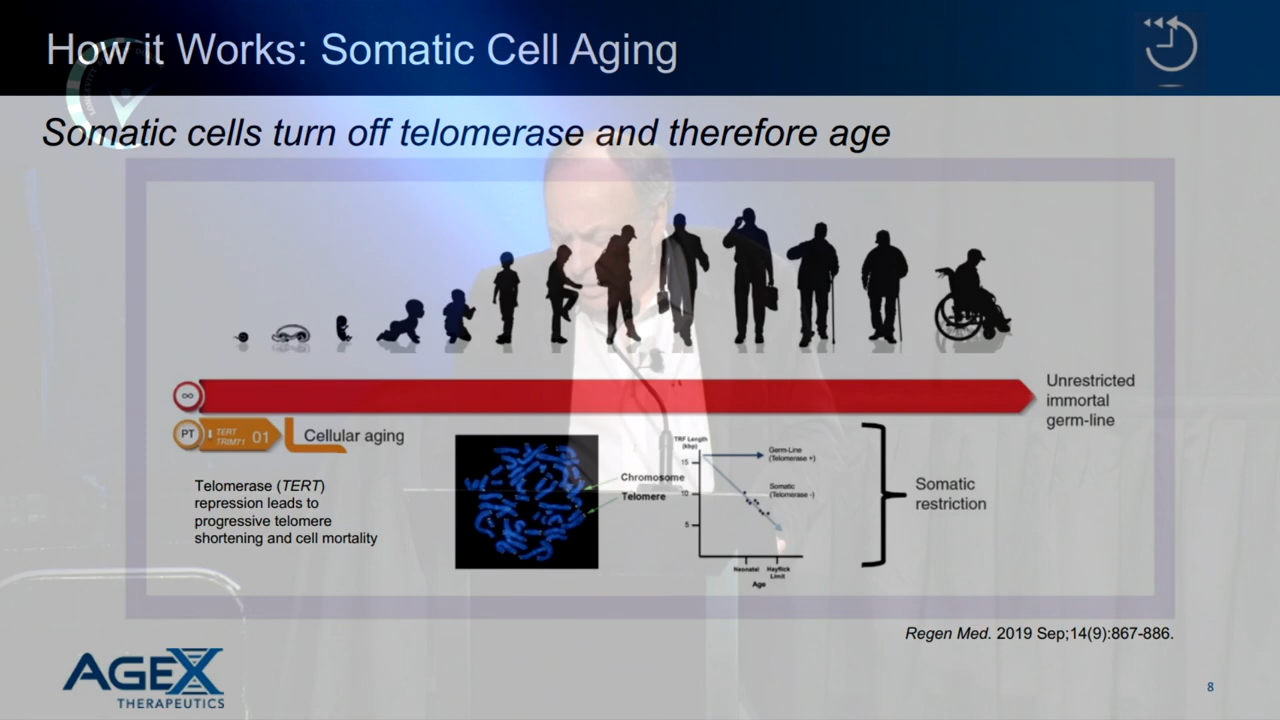 How it Works: Somatic Cell Aging
Somatic cells turn off telomerase and therefore age
∞
Unrestricted
immortal
germ-line
PT
TERT
TRIM71
01
Cellular aging
Telomerase (TERT)
repression leads to
progressive telomere
shortening and cell mortality
Chromosome
Telomere
TRF Length
(kbp)
15
10
5
Germ-Line
(Telomerase +)
Somatic
(Telomerase -)
Neonatal
Hayflick
Limit
Age
Somatic
restriction
Regen Med. 2019 Sep;14(9):867-886.
AGEX
THERAPEUTICS
8